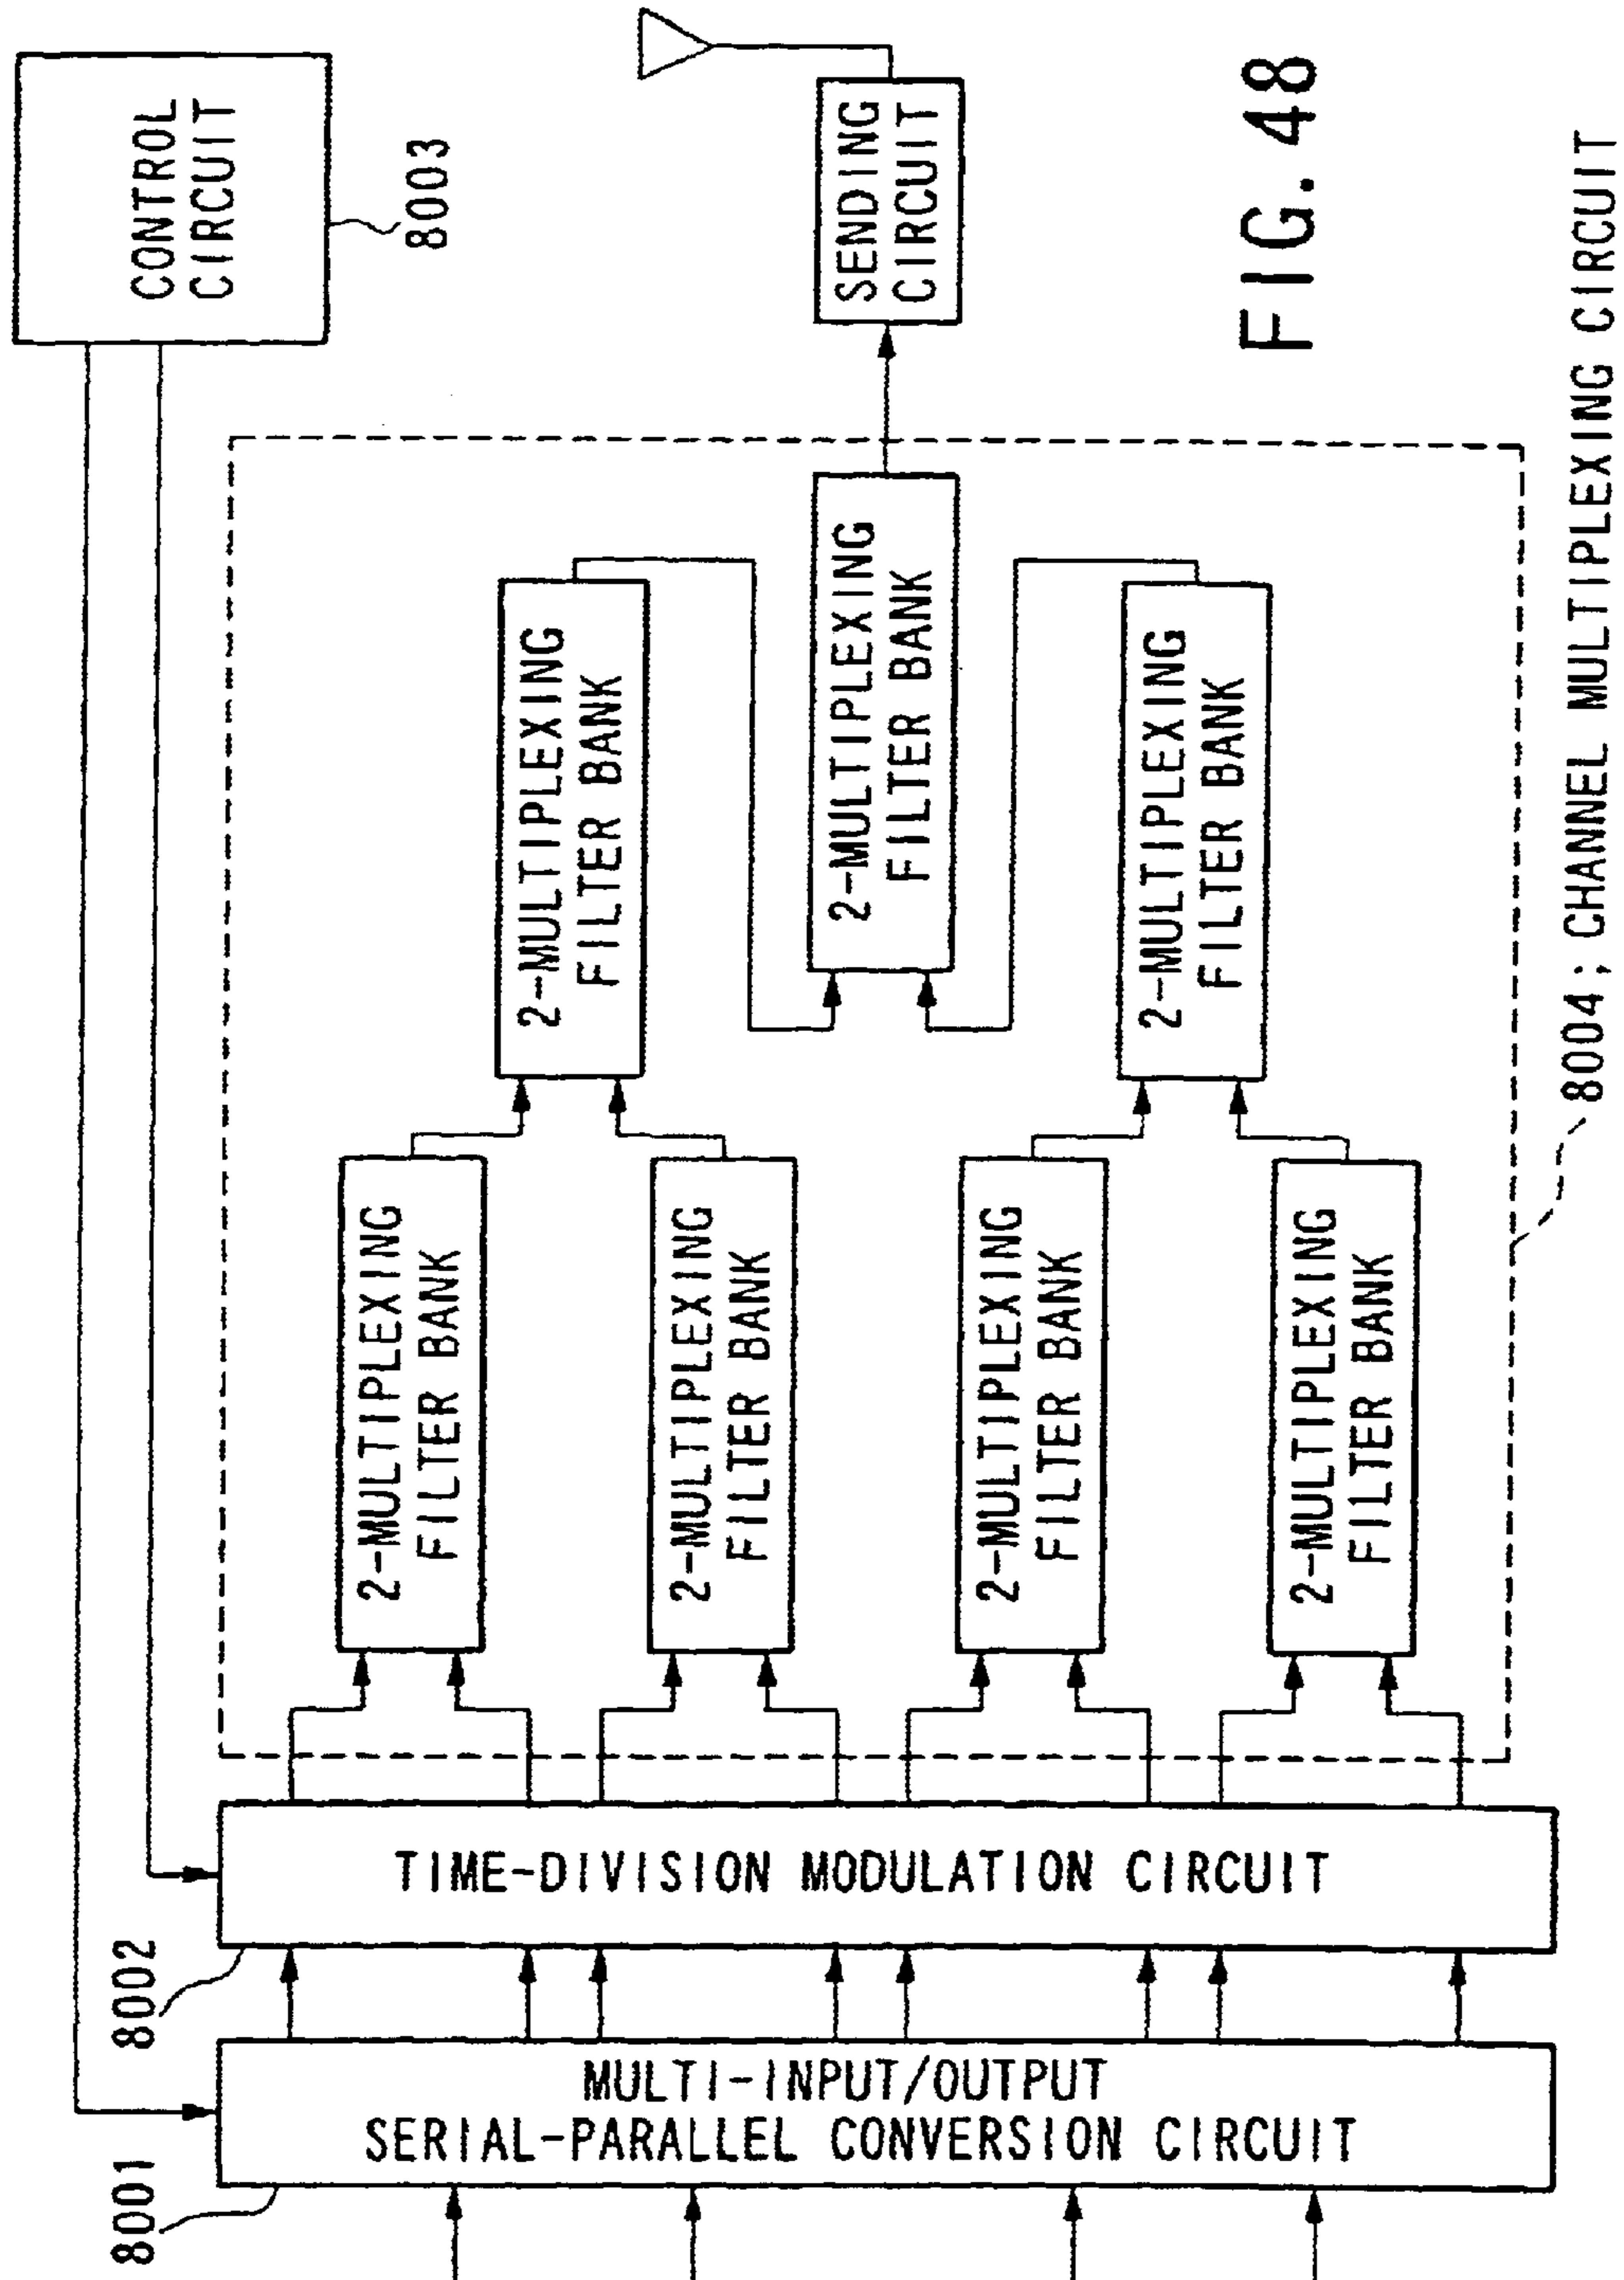 CONTROL
CIRCUIT
8003
SENDING
CIRCUIT
FIG. 48
2-MULTIPLEXING
FILTER BANK
2-MULTIPLEXING
FILTER BANK
2-MULTIPLEXING
FILTER BANK
2-MULTIPLEXING
FILTER BANK
2-MULTIPLEXING
FILTER BANK
2-MULTIPLEXING
FILTER BANK
2-MULTIPLEXING
FILTER BANK
8004; CHANNEL MULTIPLEXING CIRCUIT
8002
TIME-DIVISION MODULATION CIRCUIT
8001
MULTI-INPUT/OUTPUT
SERIAL-PARALLEL CONVERSION CIRCUIT